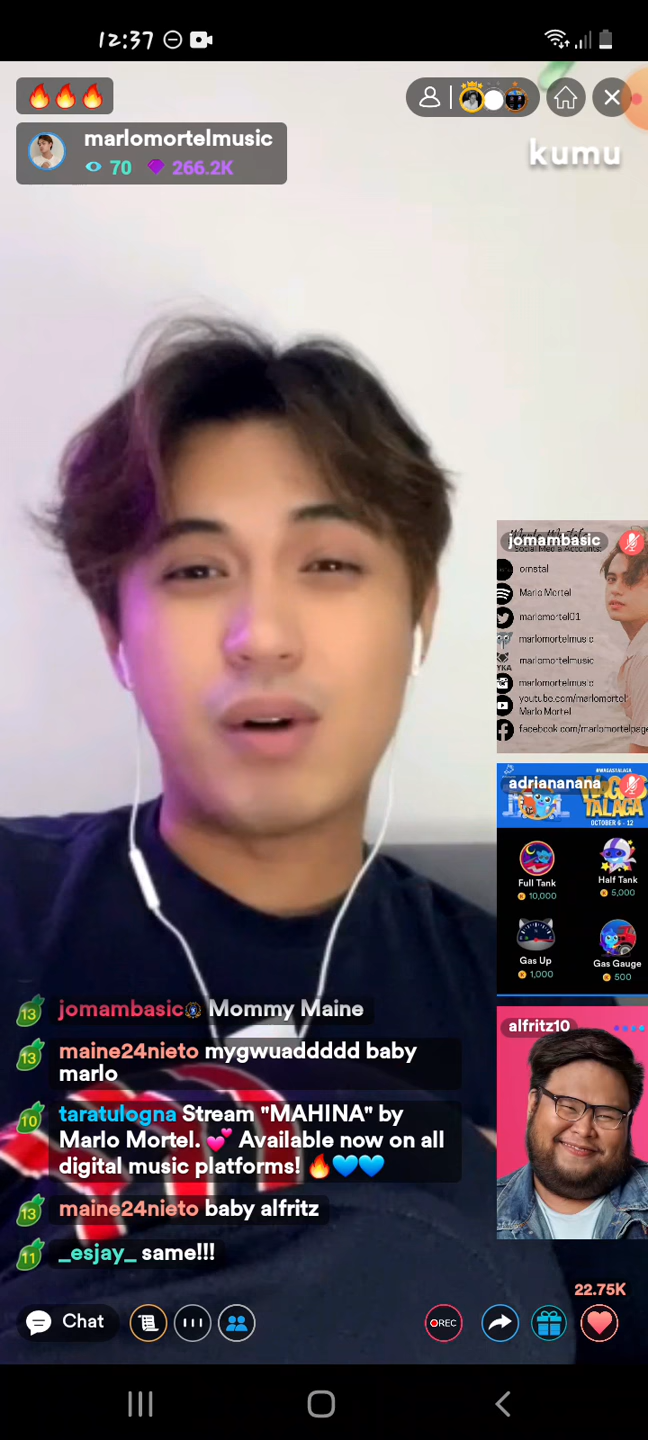 12:37
🔥🔥🔥
marlomortelmusic
70 266.2K
kumu
jomambasic
Social Media Accounts:
ornstal
Marlo Mortel
marlomortel01
marlomortelmusic
marlomortelmusic
marlomortelmusic
youtube.com/marlomortel
Marlo Mortel
facebook.com/marlomortelpage
adriananana
#WAGASTALAGA
WAGAS
TALAGA
OCTOBER 6 - 12
Full Tank
10,000
Half Tank
5,000
Gas Up
1,000
Gas Gauge
500
alfritz10
13 jomambasic Mommy Maine
13 maine24nieto mygwuaddddd baby
marlo
10 taratulogna Stream "MAHINA" by
Marlo Mortel. 💕 Available now on all
digital music platforms! 🔥💙💙
13 maine24nieto baby alfritz
11 _esjay_ same!!!
22.75K
Chat
REC